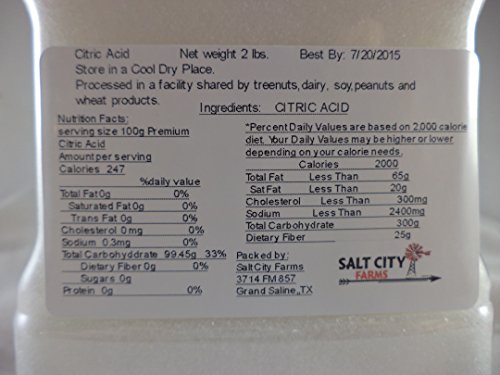 Citric Acid Net weight 2 lbs. Best By: 7/20/2015
Store in a Cool Dry Place.
Processed in a facility shared by treenuts,dairy, soy,peanuts and
wheat products.
Ingredients: CITRIC ACID
Nutrition Facts:
serving size 100g Premium
Citric Acid
Amount per serving
Calories 247
%daily value
Total Fat 0g 0%
Saturated Fat 0g 0%
Trans Fat 0g 0%
Cholesterol 0 mg 0%
Sodium 0.3mg 0%
Total Carbohyddrate 99.45g 33%
Dietary Fiber 0g 0%
Sugars 0g
Protein 0g 0%
*Percent Daily Values are based on 2,000 calorie
diet. Your Daily Values may be higher or lower
depending on your calorie needs.
Calories 2000
Total Fat Less Than 65g
Sat Fat Less Than 20g
Cholesterol Less Than 300mg
Sodium Less Than 2400mg
Total Carbohydrate 300g
Dietary Fiber 25g
Packed by:
Salt City Farms
3714 FM 857
Grand Saline,,TX
SALT CITY
FARMS